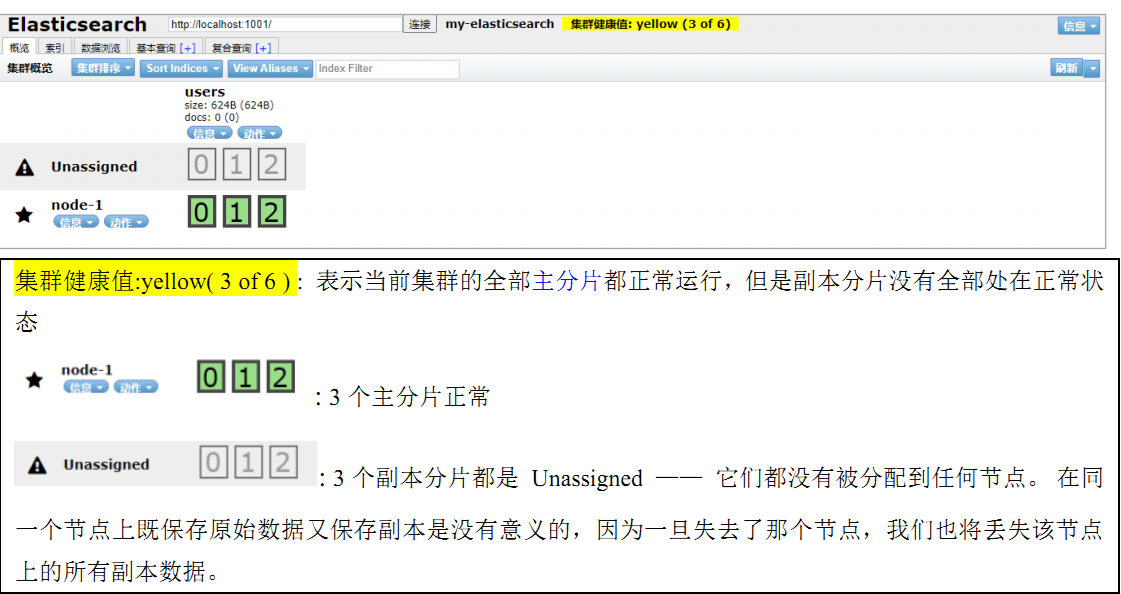 Elasticsearch http://localhost:1001/ 连接 my-elasticsearch 集群健康值: yellow (3 of 6) 信息
概览 索引 数据浏览 基本查询 [+] 复合查询 [+]
集群概览 集群排序 Sort Indices View Aliases Index Filter 刷新
users
size: 624B (624B)
docs: 0 (0)
信息 动作
Unassigned 0 1 2
node-1 0 1 2
信息 动作
集群健康值:yellow( 3 of 6 ) : 表示当前集群的全部主分片都正常运行，但是副本分片没有全部处在正常状
态
node-1 0 1 2
信息 动作
: 3 个主分片正常
Unassigned 0 1 2
: 3 个副本分片都是 Unassigned —— 它们都没有被分配到任何节点。 在同
一个节点上既保存原始数据又保存副本是没有意义的，因为一旦失去了那个节点，我们也将丢失该节点
上的所有副本数据。